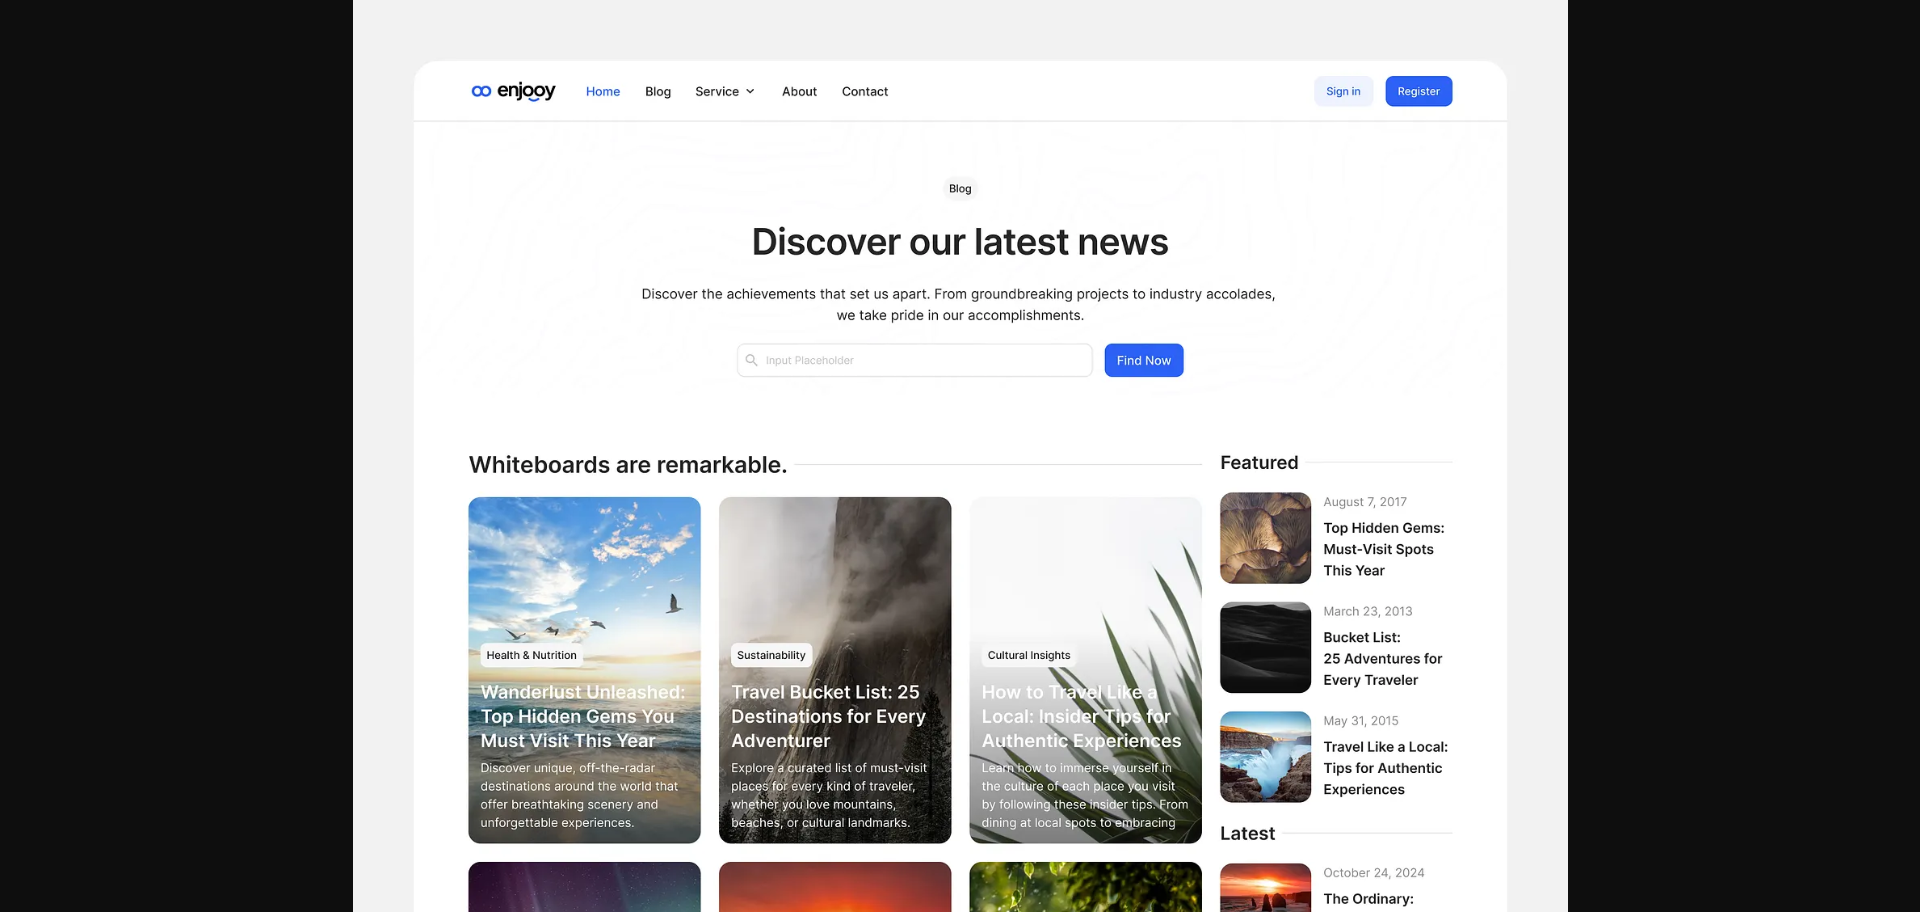 enjooy
Home
Blog
Service
About
Contact
Sign in
Register
Blog
Discover our latest news
Discover the achievements that set us apart. From groundbreaking projects to industry accolades,
we take pride in our accomplishments.
Input Placeholder
Find Now
Whiteboards are remarkable.
Health & Nutrition
Wanderlust Unleashed:
Top Hidden Gems You
Must Visit This Year
Discover unique, off-the-radar
destinations around the world that
offer breathtaking scenery and
unforgettable experiences.
Sustainability
Travel Bucket List: 25
Destinations for Every
Adventurer
Explore a curated list of must-visit
places for every kind of traveler,
whether you love mountains,
beaches, or cultural landmarks.
Cultural Insights
How to Travel Like a
Local: Insider Tips for
Authentic Experiences
Learn how to immerse yourself in
the culture of each place you visit
by following these insider tips. From
dining at local spots to embracing
Featured
August 7, 2017
Top Hidden Gems:
Must-Visit Spots
This Year
March 23, 2013
Bucket List:
25 Adventures for
Every Traveler
May 31, 2015
Travel Like a Local:
Tips for Authentic
Experiences
Latest
October 24, 2024
The Ordinary: